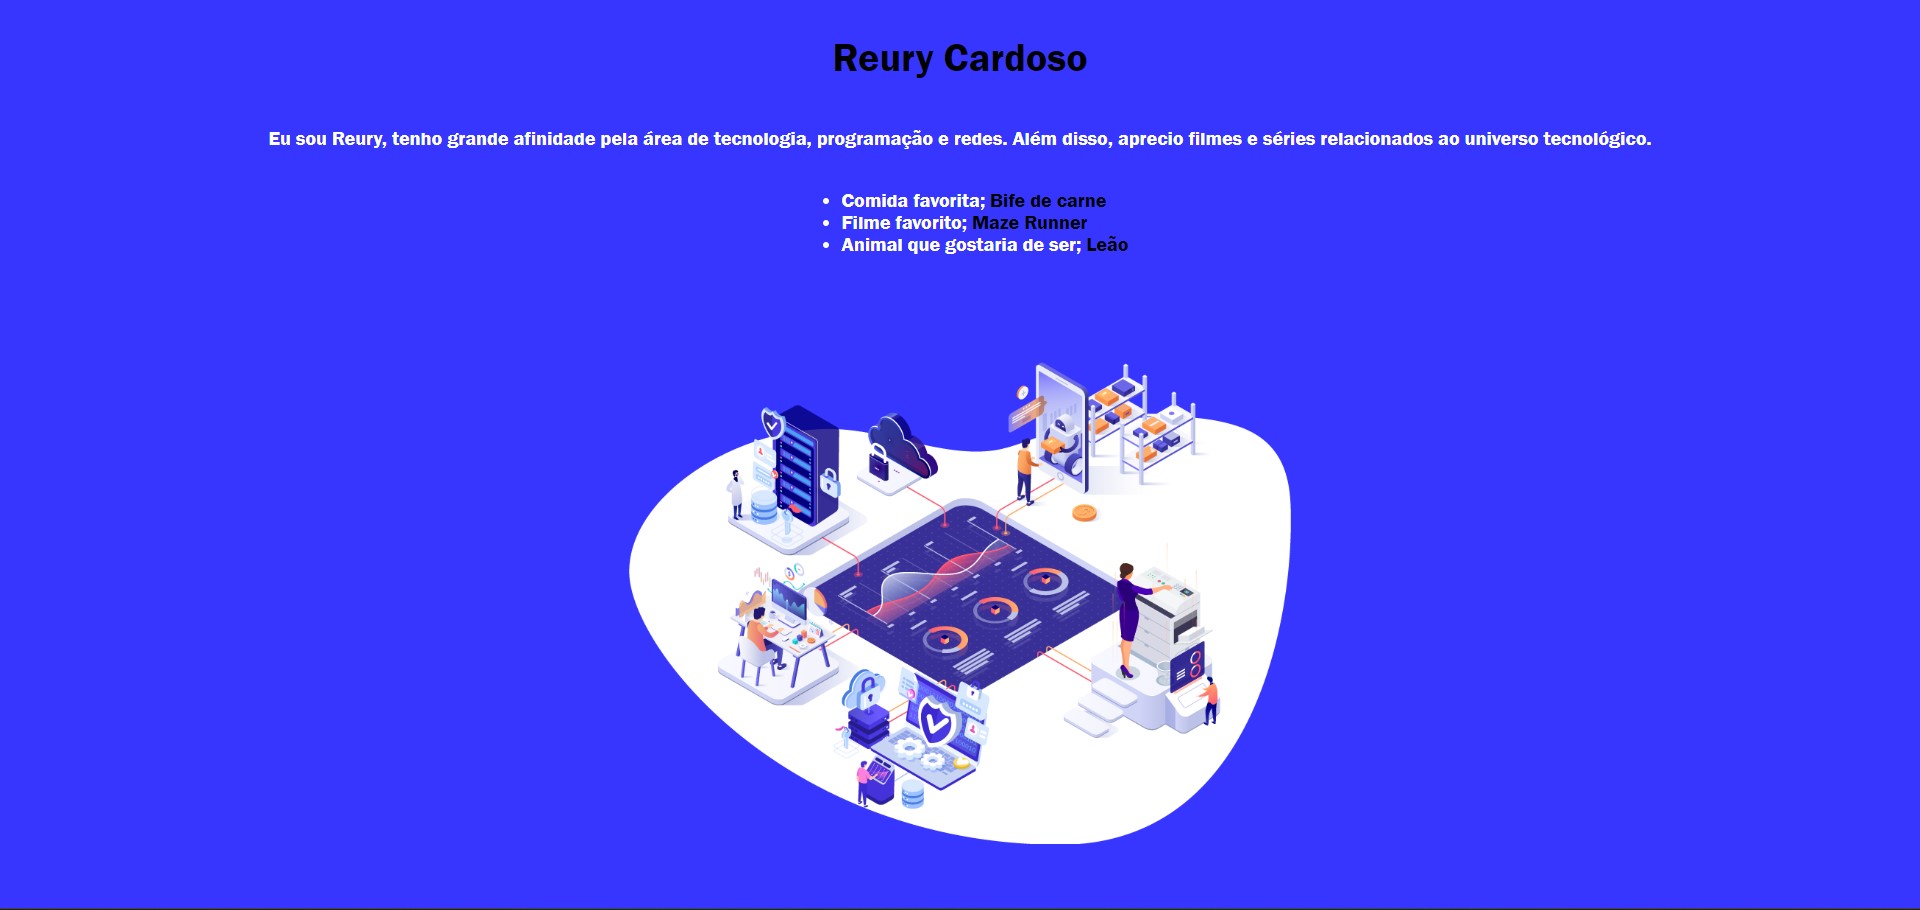 Reury Cardoso
Eu sou Reury, tenho grande afinidade pela área de tecnologia, programação e redes. Além disso, aprecio filmes e séries relacionados ao universo tecnológico.
• Comida favorita; Bife de carne
• Filme favorito; Maze Runner
• Animal que gostaria de ser; Leão